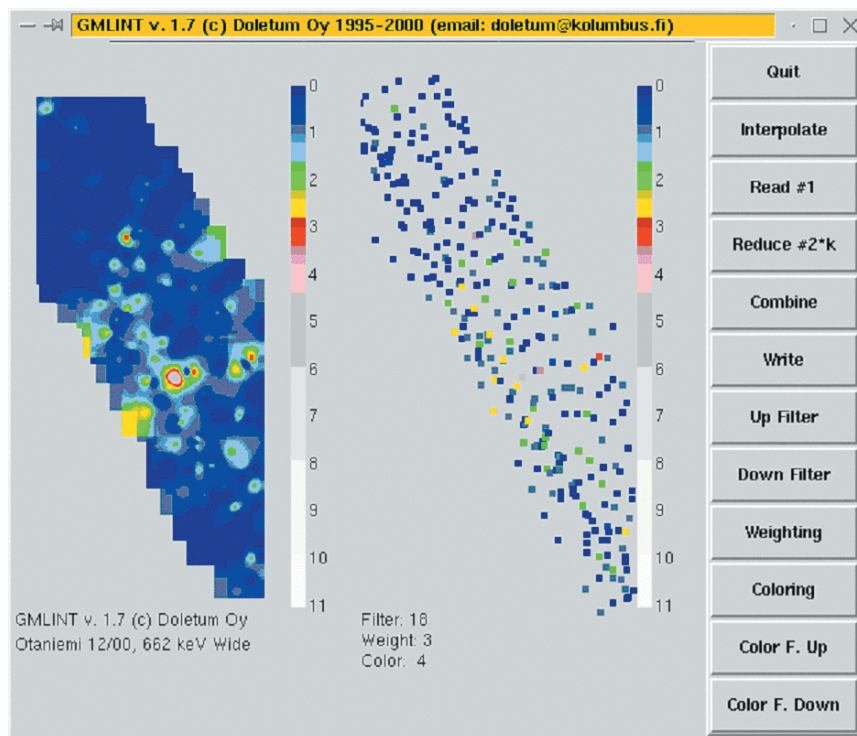 GMLINT v. 1.7 (c) Doletum Oy 1995-2000 (email: doletum@kolumbus.fi)
0
1
2
3
4
5
6
7
8
9
10
11
0
1
2
3
4
5
6
7
8
9
10
11
GMLINT v. 1.7 (c) Doletum Oy
Otaniemi 12/00, 662 keV Wide
Filter: 18
Weight: 3
Color: 4
Quit
Interpolate
Read #1
Reduce #2*k
Combine
Write
Up Filter
Down Filter
Weighting
Coloring
Color F. Up
Color F. Down